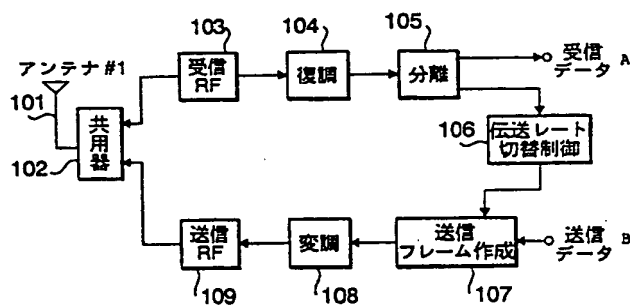 103
104
105
アンテナ#1
101
共用器
102
受信
RF
復調
分離
受信
データ A
106
伝送レート
切替制御
送信
RF
109
変調
108
送信
フレーム作成
107
送信
データ B